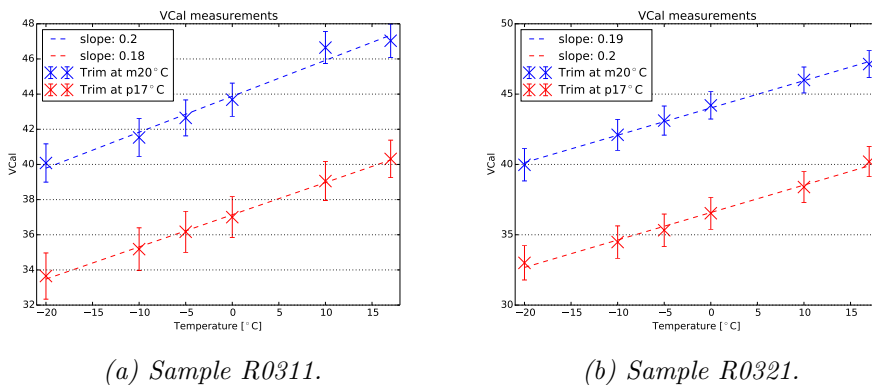 VCal measurements
slope: 0.2
slope: 0.18
Trim at m20°C
Trim at p17°C
VCal
48
46
44
42
40
38
36
34
32
−20 −15 −10 −5 0 5 10 15
Temperature [°C]
(a) Sample R0311.
VCal measurements
slope: 0.19
slope: 0.2
Trim at m20°C
Trim at p17°C
VCal
50
45
40
35
30
−20 −15 −10 −5 0 5 10 15
Temperature [°C]
(b) Sample R0321.